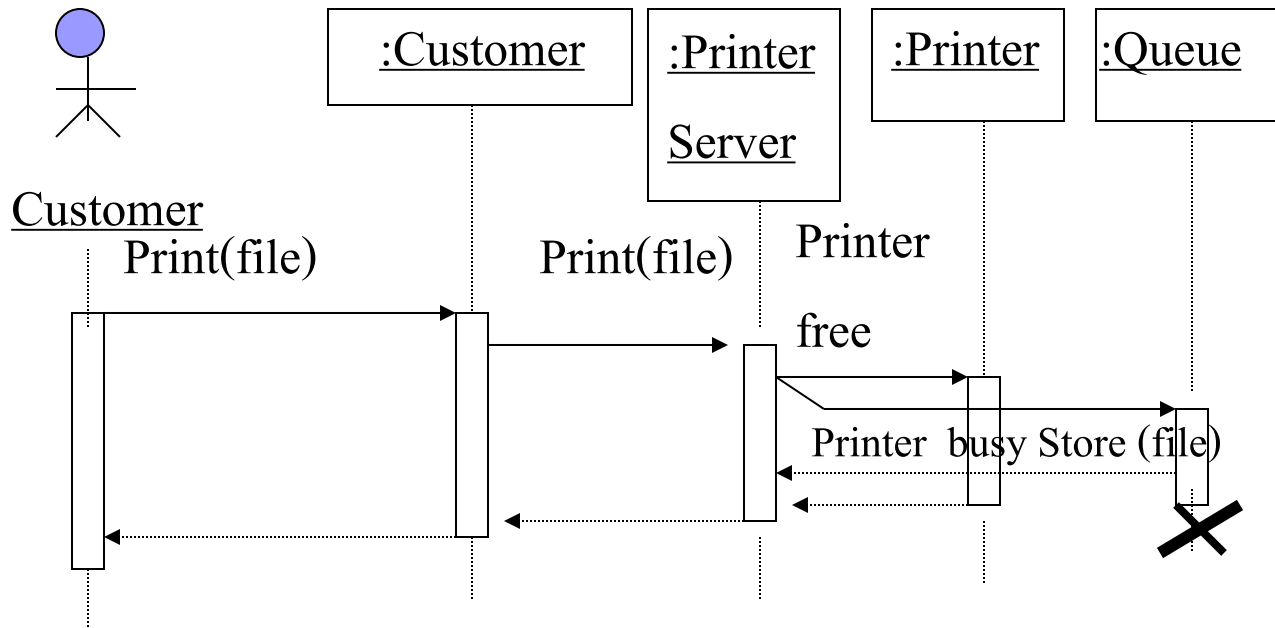 :Customer
:Printer
Server
:Printer
:Queue
Customer
Print(file)
Print(file)
Printer
free
Printer  busy Store (file)